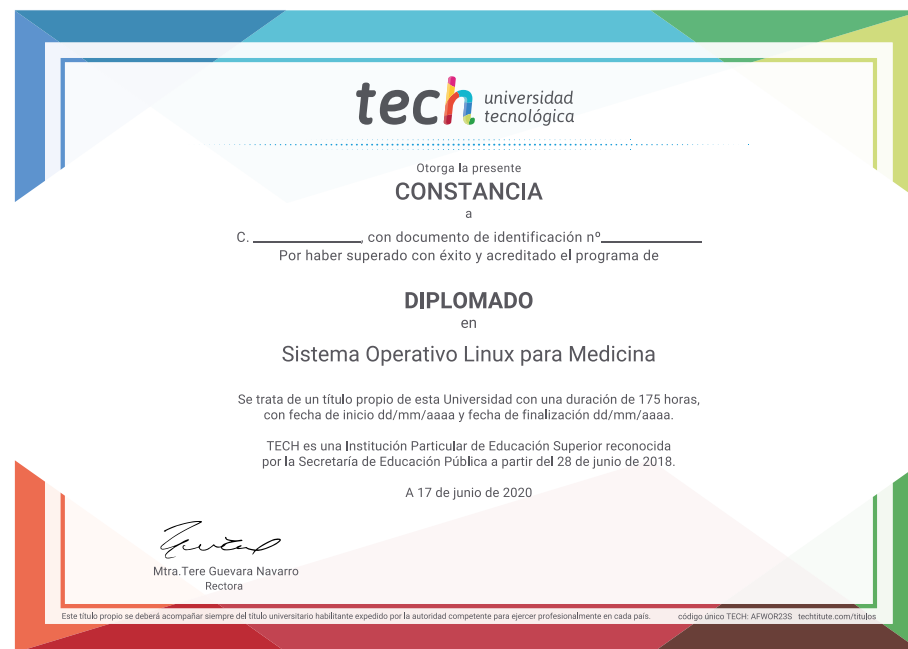 tech universidad
tecnológica
Otorga la presente
CONSTANCIA
a
C. ____________, con documento de identificación nº____________
Por haber superado con éxito y acreditado el programa de
DIPLOMADO
en
Sistema Operativo Linux para Medicina
Se trata de un título propio de esta Universidad con una duración de 175 horas,
con fecha de inicio dd/mm/aaaa y fecha de finalización dd/mm/aaaa.
TECH es una Institución Particular de Educación Superior reconocida
por la Secretaría de Educación Pública a partir del 28 de junio de 2018.
A 17 de junio de 2020
Mtra.Tere Guevara Navarro
Rectora
Este título propio se deberá acompañar siempre del título universitario habilitante expedido por la autoridad competente para ejercer profesionalmente en cada país. código único TECH: AFWOR23S techtitute.com/titulos